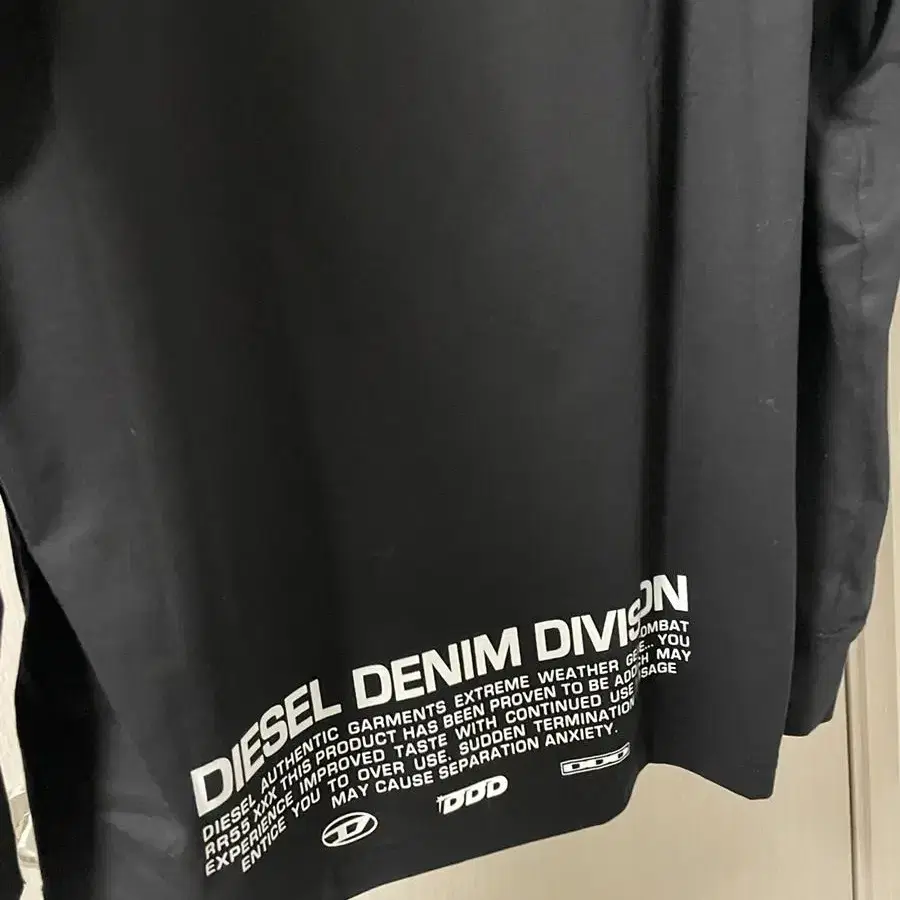 DIESEL DENIM DIVISION
DIESEL AUTHENTIC GARMENTS EXTREME WEATHER COMBAT
RR55 XXX THIS PRODUCT HAS BEEN PROVEN TO BE YOU
EXPERIENCE IMPROVED TASTE WITH CONTINUED USE MAY
ENTICE YOU TO OVER USE. SUDDEN TERMINATION
MAY CAUSE SEPARATION ANXIETY.
D DDD DDD